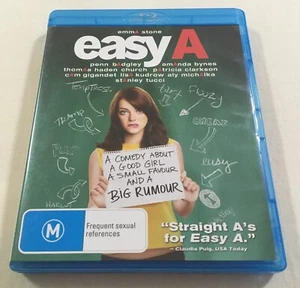 emma stone
easy A
penn badgley amanda bynes
thomas haden church patricia clarkson
cam gigandet lisa kudrow aly michalka
stanley tucci
A COMEDY ABOUT
A GOOD GIRL
A SMALL FAVOUR
AND A
BIG RUMOUR
M
Frequent sexual
references
"Straight A's
for Easy A."
– Claudia Puig, USA Today